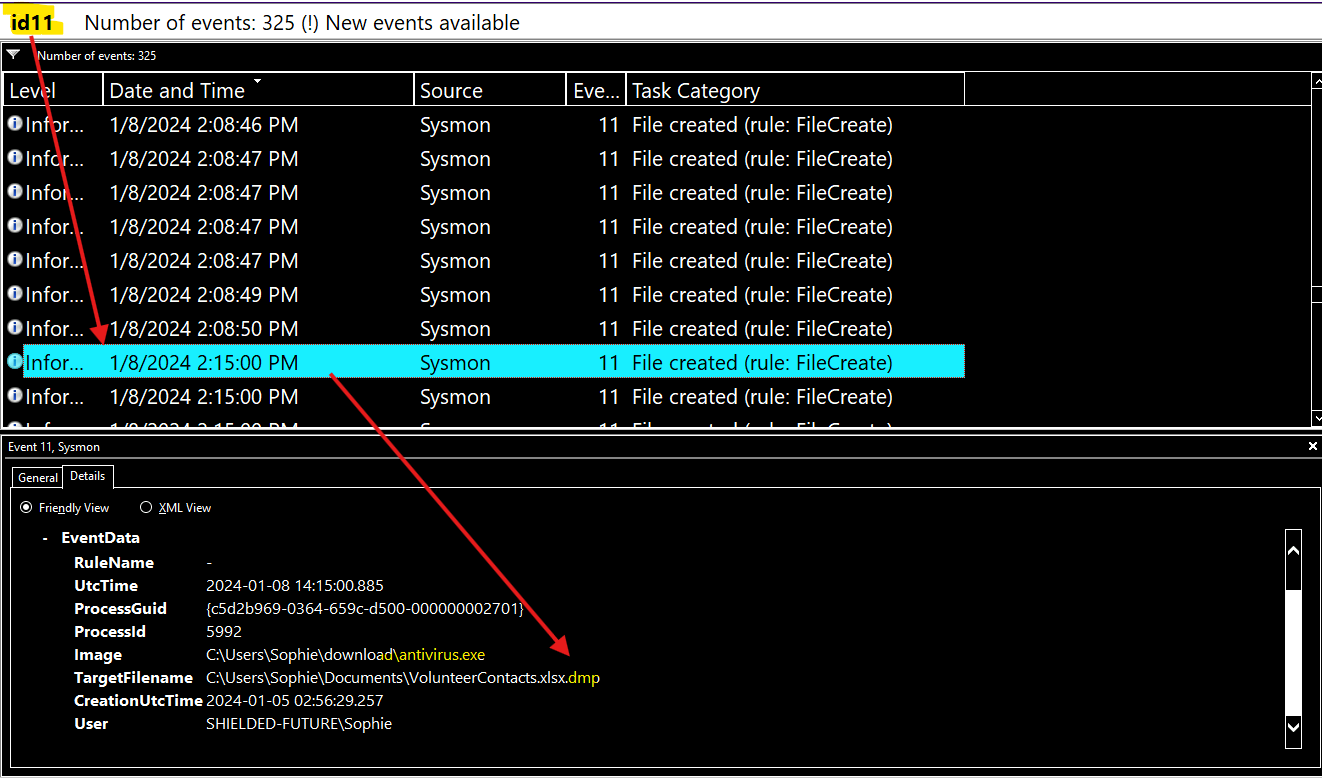 id11 Number of events: 325 (!) New events available
Number of events: 325
Level Date and Time Source Eve... Task Category
Infor... 1/8/2024 2:08:46 PM Sysmon 11 File created (rule: FileCreate)
Infor... 1/8/2024 2:08:47 PM Sysmon 11 File created (rule: FileCreate)
Infor... 1/8/2024 2:08:47 PM Sysmon 11 File created (rule: FileCreate)
Infor... 1/8/2024 2:08:47 PM Sysmon 11 File created (rule: FileCreate)
Infor... 1/8/2024 2:08:47 PM Sysmon 11 File created (rule: FileCreate)
Infor... 1/8/2024 2:08:49 PM Sysmon 11 File created (rule: FileCreate)
Infor... 1/8/2024 2:08:50 PM Sysmon 11 File created (rule: FileCreate)
Infor... 1/8/2024 2:15:00 PM Sysmon 11 File created (rule: FileCreate)
Infor... 1/8/2024 2:15:00 PM Sysmon 11 File created (rule: FileCreate)
Event 11, Sysmon
General Details
Friendly View XML View
- EventData
RuleName -
UtcTime 2024-01-08 14:15:00.885
ProcessGuid {c5d2b969-0364-659c-d500-000000002701}
ProcessId 5992
Image C:\Users\Sophie\download\antivirus.exe
TargetFilename C:\Users\Sophie\Documents\VolunteerContacts.xlsx.dmp
CreationUtcTime 2024-01-05 02:56:29.257
User SHIELDED-FUTURE\Sophie